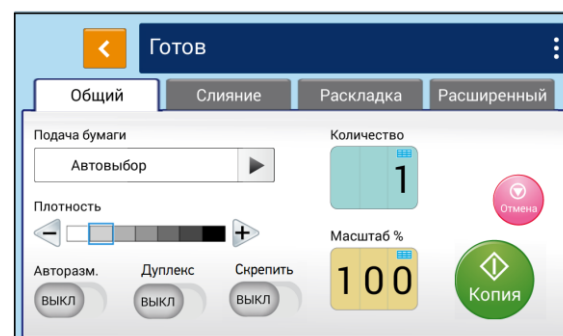 Готов
Общий Слияние Раскладка Расширенный
Подача бумаги Количество
Автовыбор 1
Отмена
Плотность
Масштаб %
Авторазм. Дуплекс Скрепить 100
выкл выкл выкл Копия